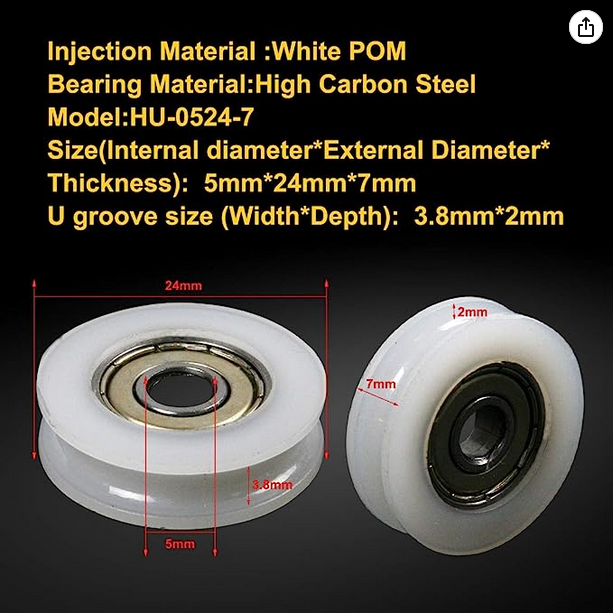 Injection Material :White POM
Bearing Material:High Carbon Steel
Model:HU-0524-7
Size(Internal diameter*External Diameter*
Thickness):  5mm*24mm*7mm
U groove size (Width*Depth):  3.8mm*2mm
24mm
2mm
7mm
3.8mm
5mm